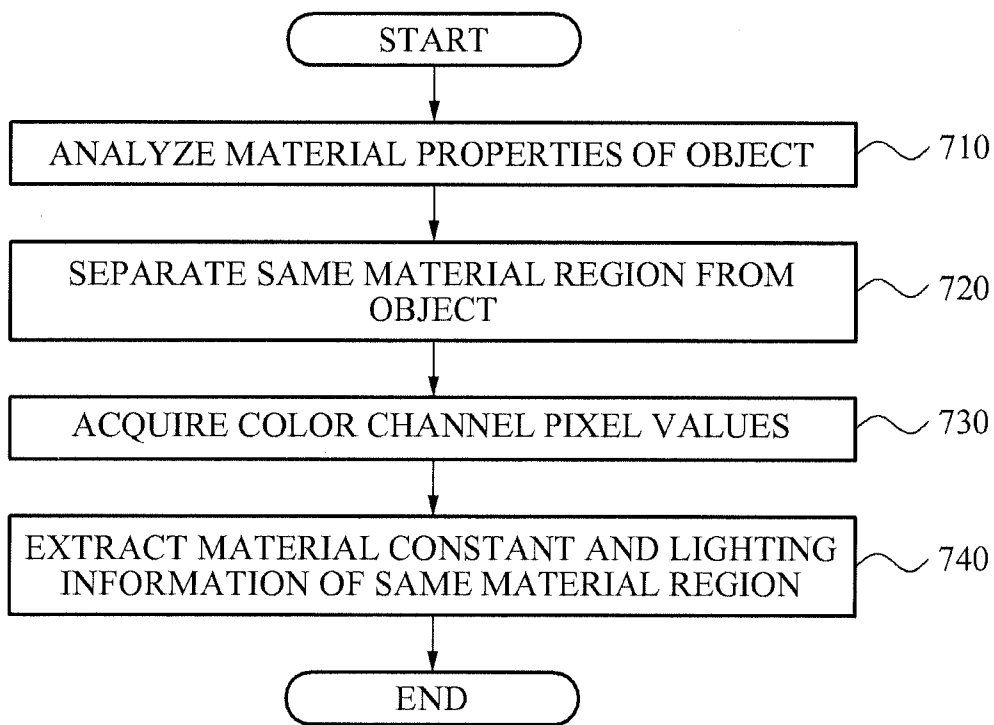 START
ANALYZE MATERIAL PROPERTIES OF OBJECT
710
SEPARATE SAME MATERIAL REGION FROM
OBJECT
720
ACQUIRE COLOR CHANNEL PIXEL VALUES
730
EXTRACT MATERIAL CONSTANT AND LIGHTING
INFORMATION OF SAME MATERIAL REGION
740
END